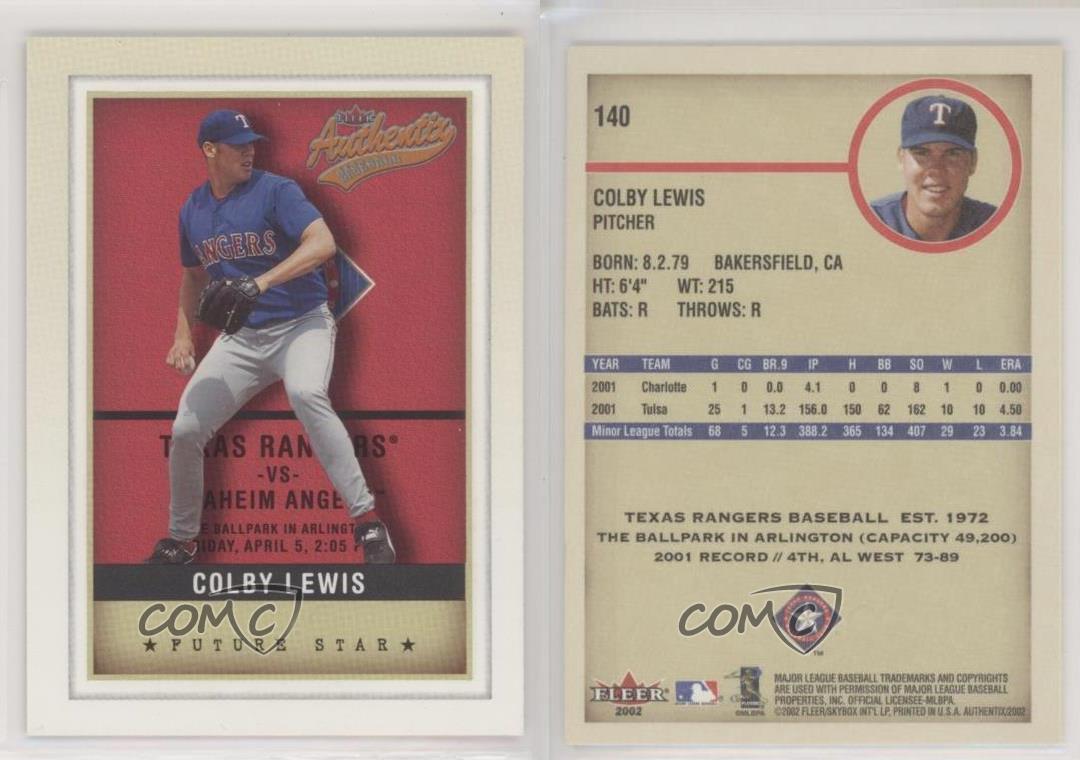 FLEER
Authentix
T
RANGERS
TEXAS RANGERS®
-VS-
AHEIM ANGE
E BALLPARK IN ARLINGT
IDAY, APRIL 5, 2:05 P
COLBY LEWIS
COMC
★ FUTURE STAR ★
140
T
COLBY LEWIS
PITCHER
BORN: 8.2.79 BAKERSFIELD, CA
HT: 6'4" WT: 215
BATS: R THROWS: R
YEAR TEAM G CG BR.9 IP H BB SO W L ERA
2001 Charlotte 1 0 0.0 4.1 0 0 8 1 0 0.00
2001 Tulsa 25 1 13.2 156.0 150 62 162 10 10 4.50
Minor League Totals 68 5 12.3 388.2 365 134 407 29 23 3.84
TEXAS RANGERS BASEBALL EST. 1972
THE BALLPARK IN ARLINGTON (CAPACITY 49,200)
2001 RECORD // 4TH, AL WEST 73-89
COMC
TM
FLEER
2002
©MLBPA
MAJOR LEAGUE BASEBALL TRADEMARKS AND COPYRIGHTS
ARE USED WITH PERMISSION OF MAJOR LEAGUE BASEBALL
PROPERTIES, INC. OFFICIAL LICENSEE-MLBPA.
©2002 FLEER/SKYBOX INT'L LP, PRINTED IN U.S.A. AUTHENTIX/2002